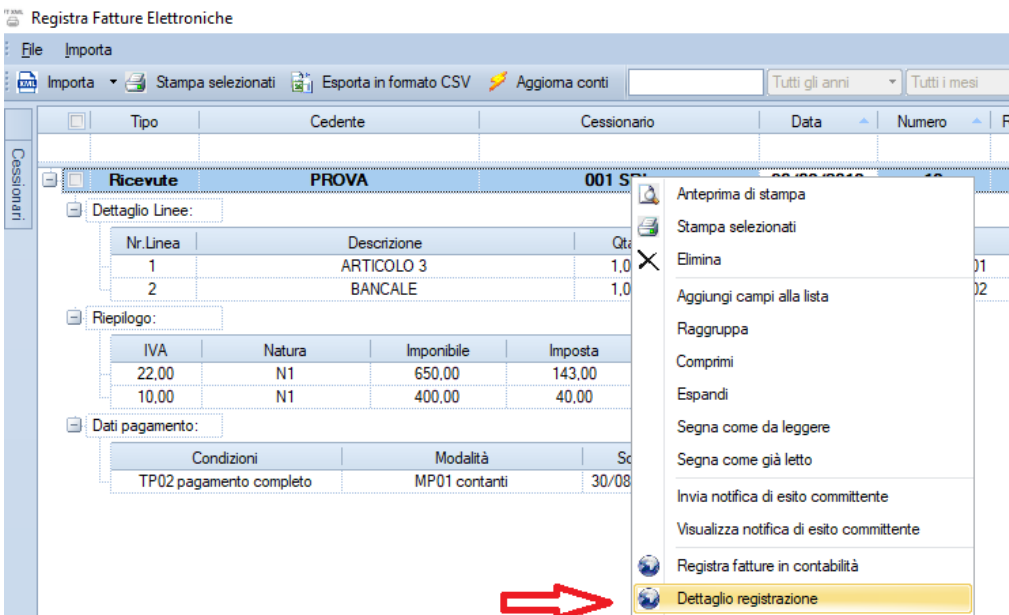 Registra Fatture Elettroniche
File Importa
Importa Stampa selezionati Esporta in formato CSV Aggiorna conti Tutti gli anni Tutti i mesi
Cessionari
Tipo Cedente Cessionario Data Numero
Ricevute PROVA 001
Dettaglio Linee:
Nr.Linea Descrizione
1 ARTICOLO 3
2 BANCALE
Riepilogo:
IVA Natura Imponibile Imposta
22,00 N1 650,00 143,00
10,00 N1 400,00 40,00
Dati pagamento:
Condizioni Modalità
TP02 pagamento completo MP01 contanti 30/08
Anteprima di stampa
Stampa selezionati
Elimina
Aggiungi campi alla lista
Raggruppa
Comprimi
Espandi
Segna come da leggere
Segna come già letto
Invia notifica di esito committente
Visualizza notifica di esito committente
Registra fatture in contabilità
Dettaglio registrazione